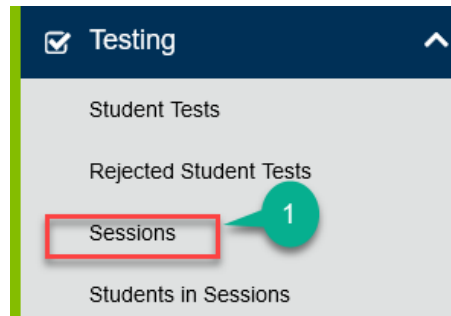 Testing
Student Tests
Rejected Student Tests
Sessions
1
Students in Sessions